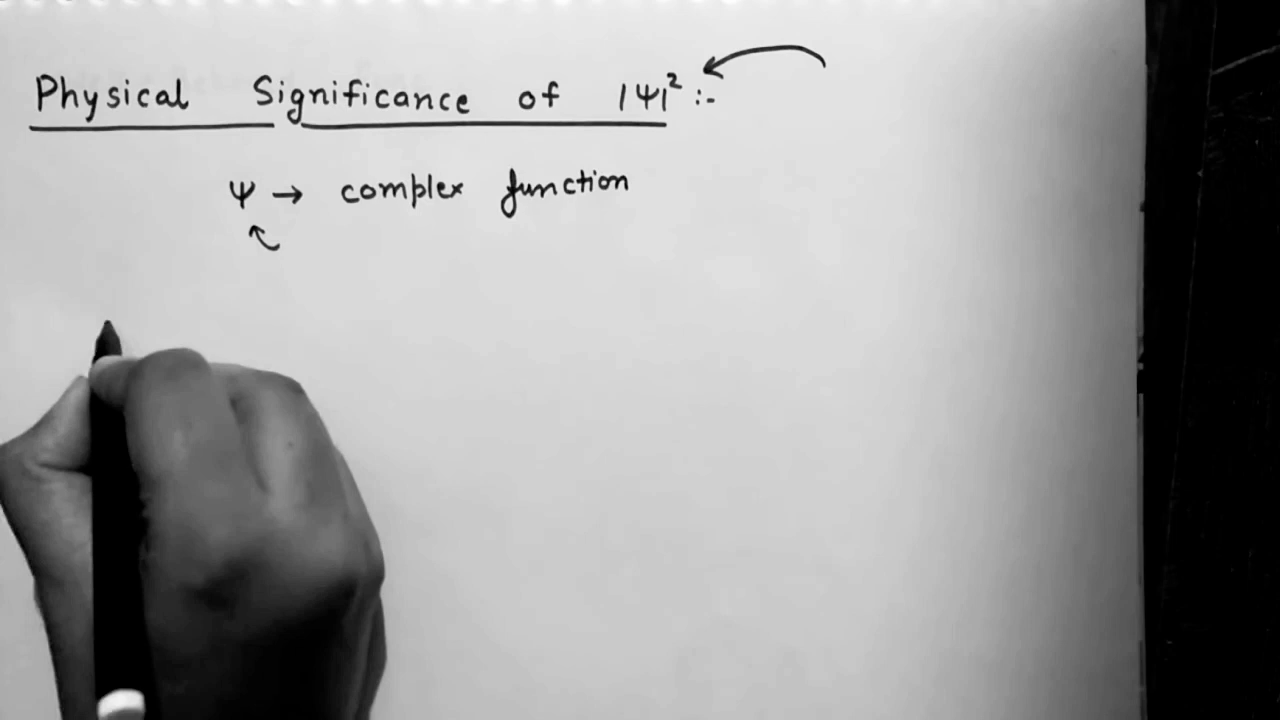 Physical Significance of |Ψ|² :-
Ψ → complex function